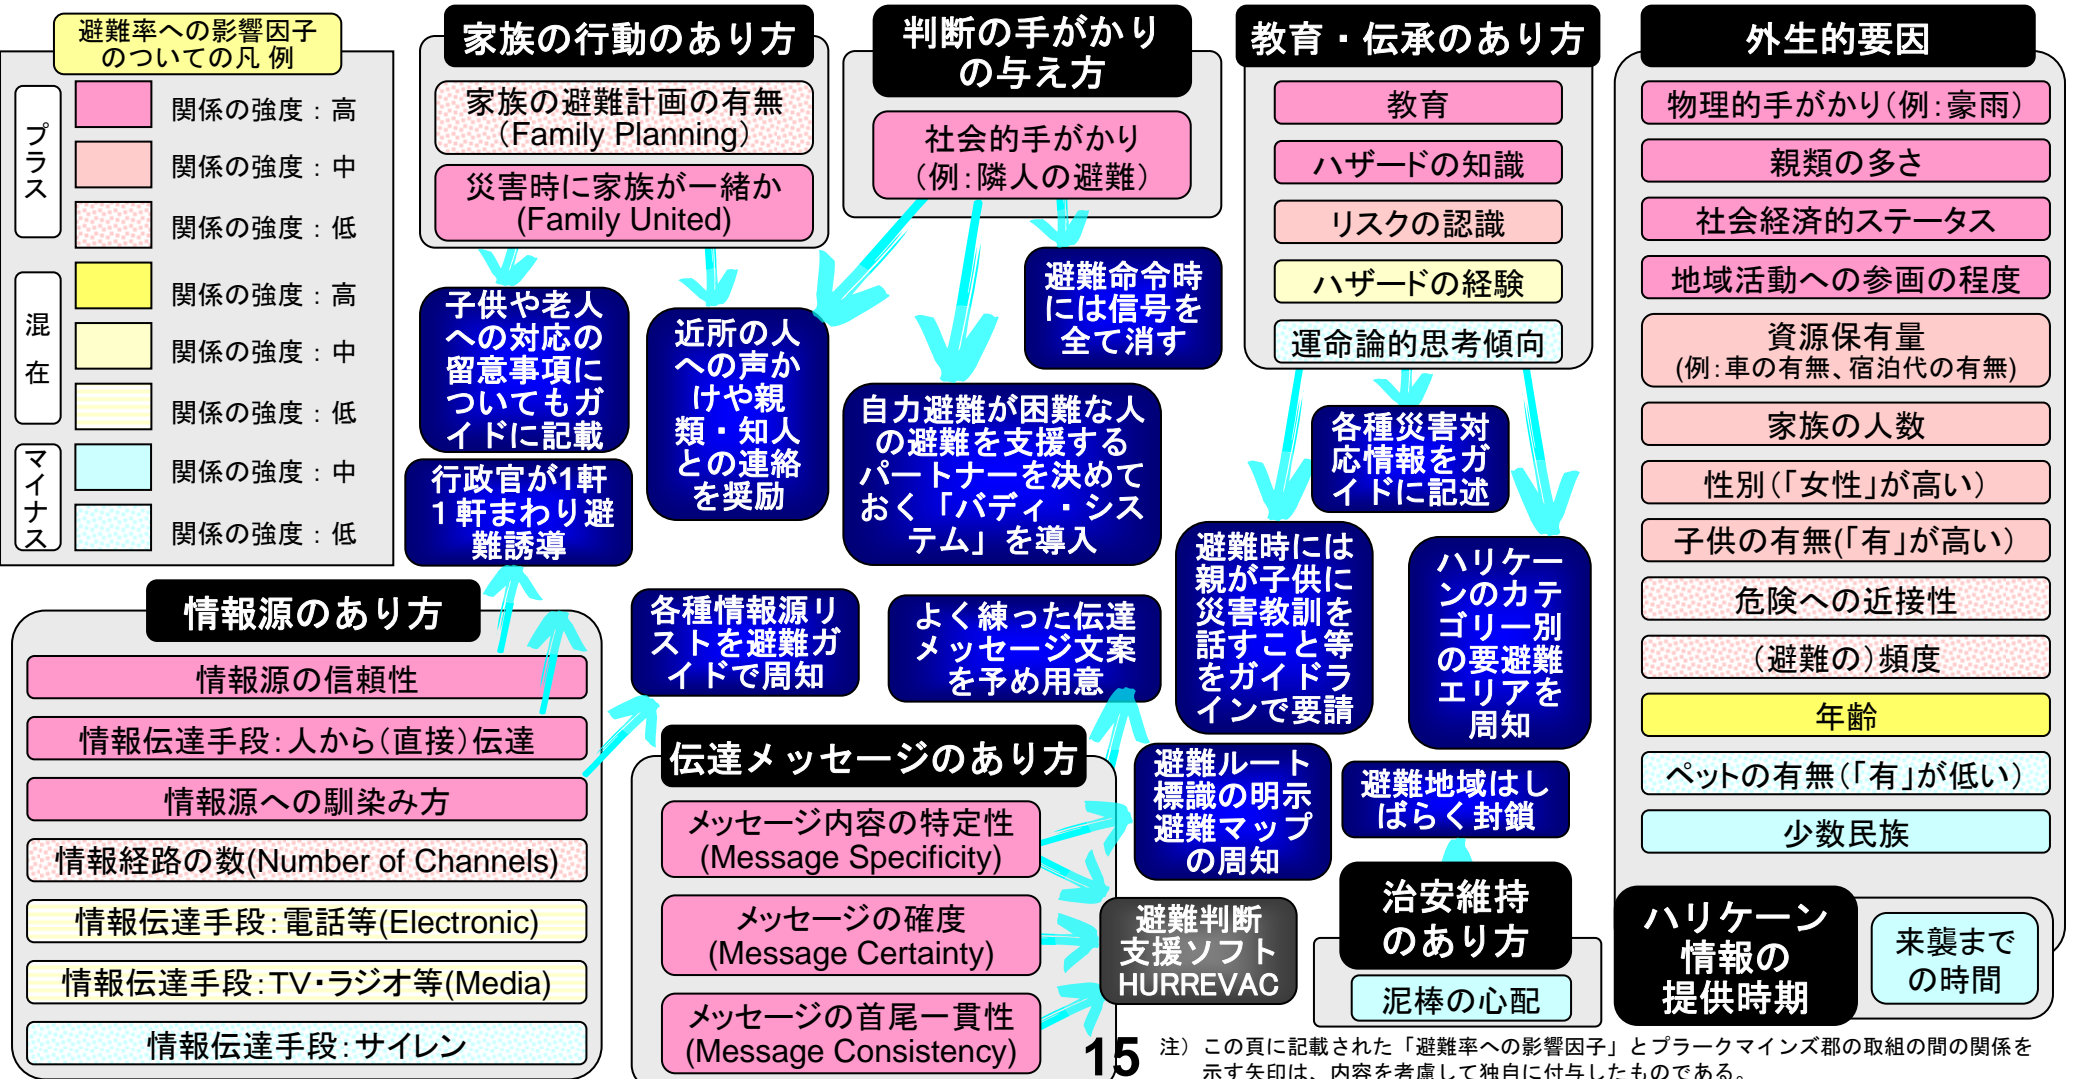 避難率への影響因子
のついての凡 例
プラス
関係の強度：高
関係の強度：中
関係の強度：低
混 在
関係の強度：高
関係の強度：中
関係の強度：低
マイナス
関係の強度：中
関係の強度：低
家族の行動のあり方
家族の避難計画の有無
(Family Planning)
災害時に家族が一緒か
(Family United)
判断の手がかり
の与え方
社会的手がかり
(例：隣人の避難)
教育・伝承のあり方
教育
ハザードの知識
リスクの認識
ハザードの経験
運命論的思考傾向
外生的要因
物理的手がかり(例：豪雨)
親類の多さ
社会経済的ステータス
地域活動への参画の程度
資源保有量
(例：車の有無、宿泊代の有無)
家族の人数
性別(「女性」が高い)
子供の有無(「有」が高い)
危険への近接性
(避難の)頻度
年齢
ペットの有無(「有」が低い)
少数民族
子供や老人
への対応の
留意事項に
ついてもガ
イドに記載
近所の人
への声か
けや親
類・知人
との連絡
を奨励
避難命令時
には信号を
全て消す
自力避難が困難な人
の避難を支援する
パートナーを決めて
おく「バディ・シス
テム」を導入
各種災害対
応情報をガ
イドに記述
行政官が1軒
１軒まわり避
難誘導
避難時には
親が子供に
災害教訓を
話すこと等
をガイドラ
インで要請
ハリケー
ンのカテ
ゴリー別
の要避難
エリアを
周知
情報源のあり方
情報源の信頼性
情報伝達手段：人から(直接)伝達
情報源への馴染み方
情報経路の数(Number of Channels)
情報伝達手段：電話等(Electronic)
情報伝達手段：TV・ラジオ等(Media)
情報伝達手段：サイレン
各種情報源リ
ストを避難ガ
イドで周知
よく練った伝達
メッセージ文案
を予め用意
伝達メッセージのあり方
メッセージ内容の特定性
(Message Specificity)
メッセージの確度
(Message Certainty)
メッセージの首尾一貫性
(Message Consistency)
避難ルート
標識の明示
避難マップ
の周知
避難判断
支援ソフト
HURREVAC
避難地域はし
ばらく封鎖
治安維持
のあり方
泥棒の心配
ハリケーン
情報の
提供時期
来襲まで
の時間
15
注）この頁に記載された「避難率への影響因子」とプラークマインズ郡の取組の間の関係を
示す矢印は、内容を考慮して独自に付与したものである。